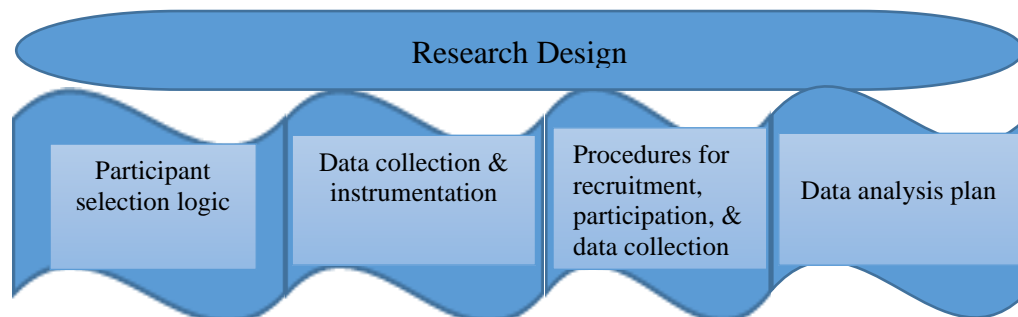 Research Design
Participant
selection logic
Data collection &
instrumentation
Procedures for
recruitment,
participation, &
data collection
Data analysis plan